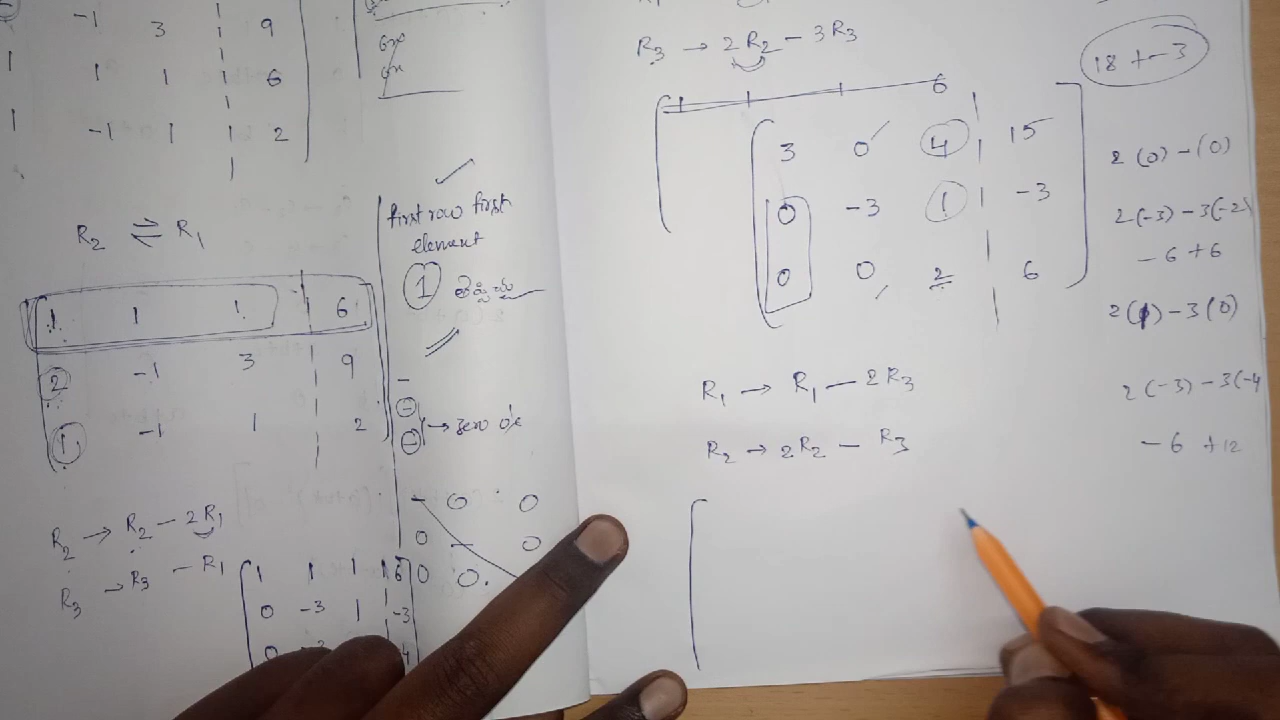 -1 3 | 9
1 1 1 | 6
1 -1 1 | 2
R2 ⇌ R1
1 1 1 | 6
2 -1 3 | 9
1 -1 1 | 2
R2 → R2 - 2R1
R3 → R3 - R1
1 1 1 | 6
0 -3 1 | -3
first row first
element
1
→ zero
- 0 0
0 - 0
0 0
R3 → 2R2 - 3R3
1 1 1 6
3 0 4 | 15
0 -3 1 | -3
0 0 2 | 6
R1 → R1 - 2R3
R2 → 2R2 - R3
18 + -3
2(0) - (0)
2(-3) - 3(-2)
-6 + 6
2(1) - 3(0)
2(-3) - 3(-4
-6 + 12